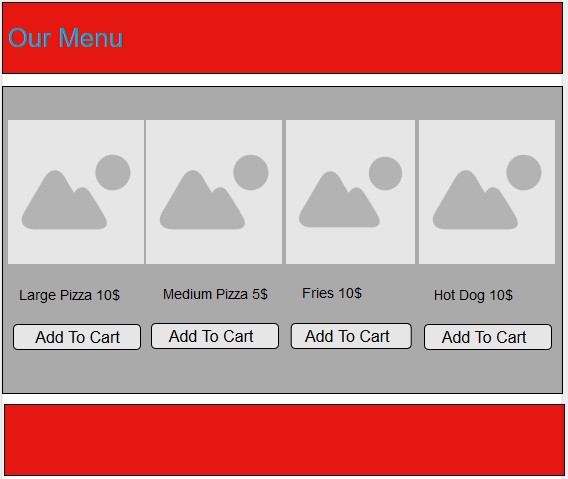 Our Menu
Large Pizza 10$
Medium Pizza 5$
Fries 10$
Hot Dog 10$
Add To Cart
Add To Cart
Add To Cart
Add To Cart